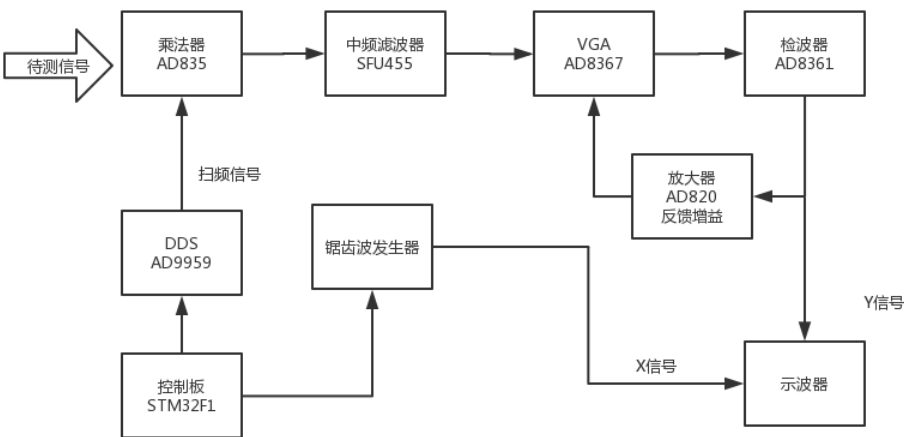 待测信号
乘法器
AD835
中频滤波器
SFU455
VGA
AD8367
检波器
AD8361
扫频信号
放大器
AD820
反馈增益
DDS
AD9959
锯齿波发生器
Y信号
X信号
控制板
STM32F1
示波器